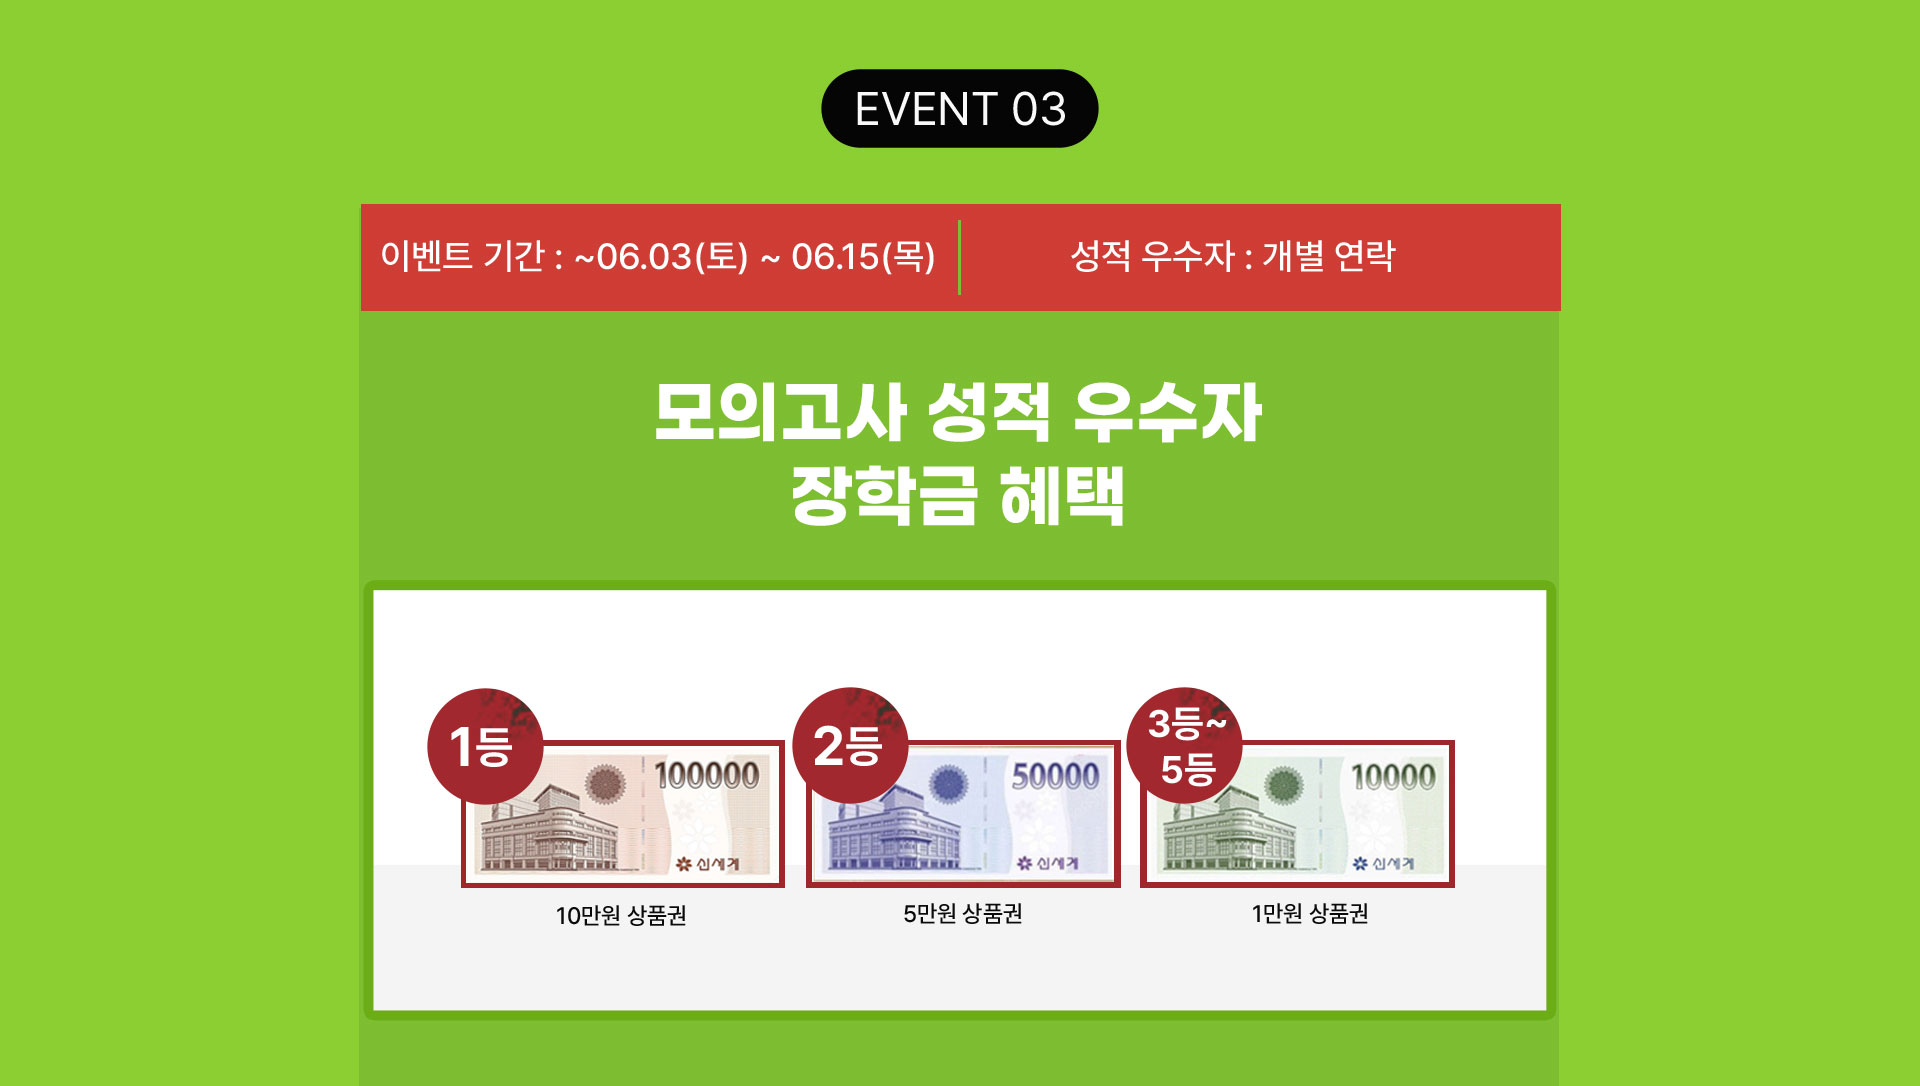 EVENT 03
이벤트 기간 : ~06.03(토) ~ 06.15(목)
성적 우수자 : 개별 연락
모의고사 성적 우수자
장학금 혜택
1등
100000
신세계
10만원 상품권
2등
50000
신세계
5만원 상품권
3등~
5등
10000
신세계
1만원 상품권